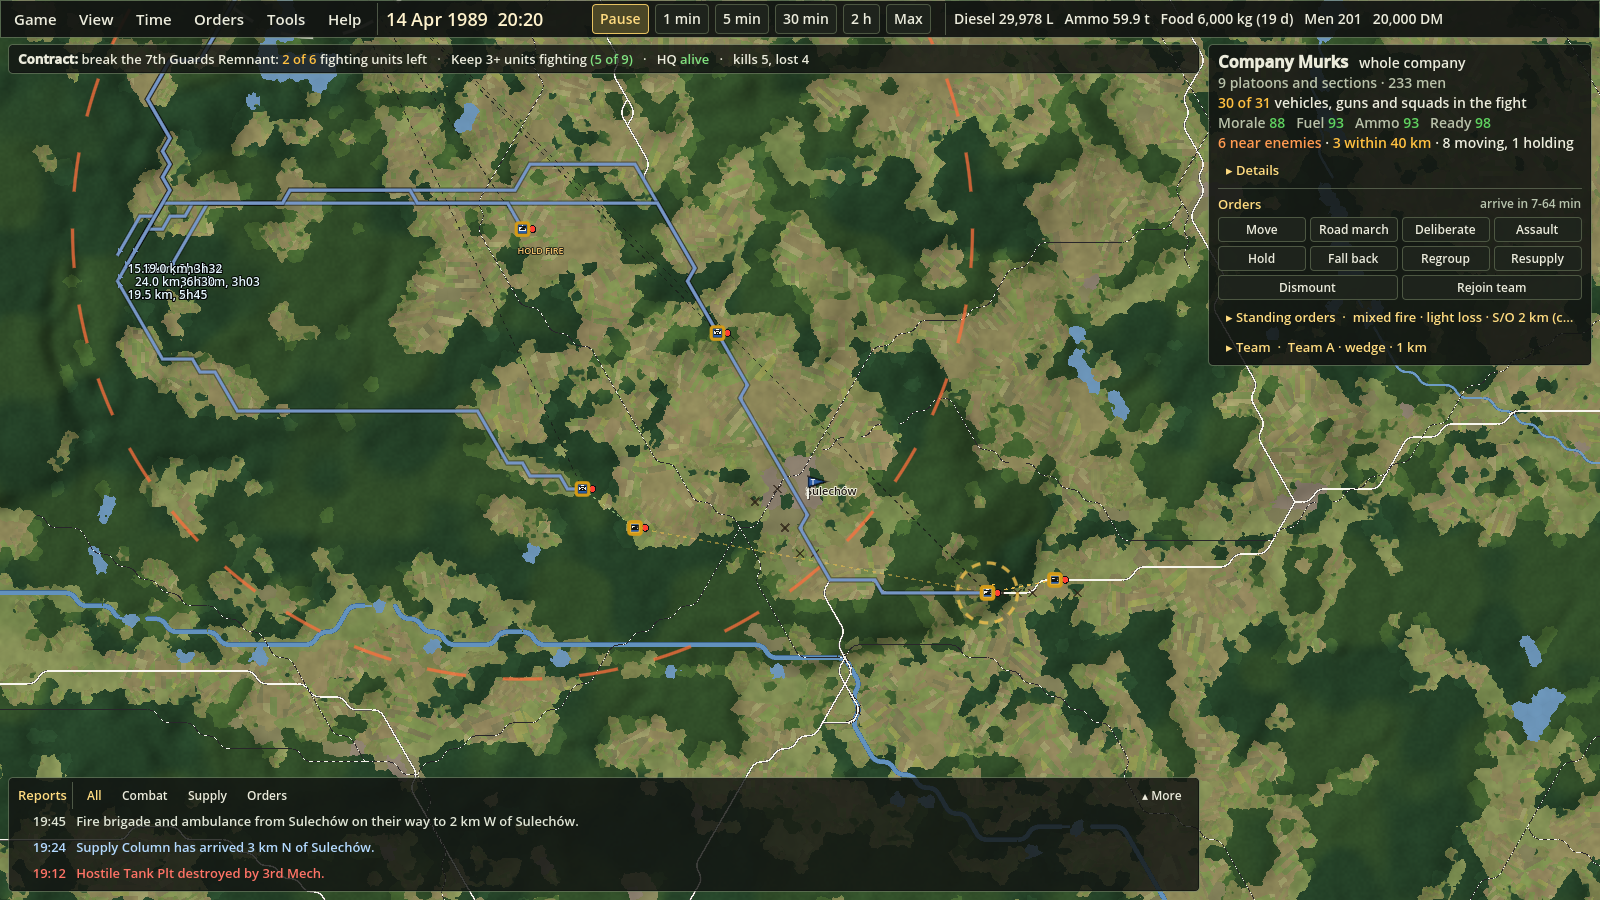 Game View Time Orders Tools Help 14 Apr 1989 20:20 Pause 1 min 5 min 30 min 2 h Max Diesel 29,978 L Ammo 59.9 t Food 6,000 kg (19 d) Men 201 20,000 DM
Contract: break the 7th Guards Remnant: 2 of 6 fighting units left · Keep 3+ units fighting (5 of 9) · HQ alive · kills 5, lost 4
Company Murks whole company
9 platoons and sections · 233 men
30 of 31 vehicles, guns and squads in the fight
Morale 88 Fuel 93 Ammo 93 Ready 98
6 near enemies · 3 within 40 km · 8 moving, 1 holding
▸ Details
Orders arrive in 7-64 min
Move Road march Deliberate Assault
Hold Fall back Regroup Resupply
Dismount Rejoin team
▸ Standing orders · mixed fire · light loss · S/O 2 km (c...
▸ Team · Team A · wedge · 1 km
HOLD FIRE
19.5 km, 5h45
Sulechów
Reports All Combat Supply Orders ▴ More
19:45 Fire brigade and ambulance from Sulechów on their way to 2 km W of Sulechów.
19:24 Supply Column has arrived 3 km N of Sulechów.
19:12 Hostile Tank Plt destroyed by 3rd Mech.